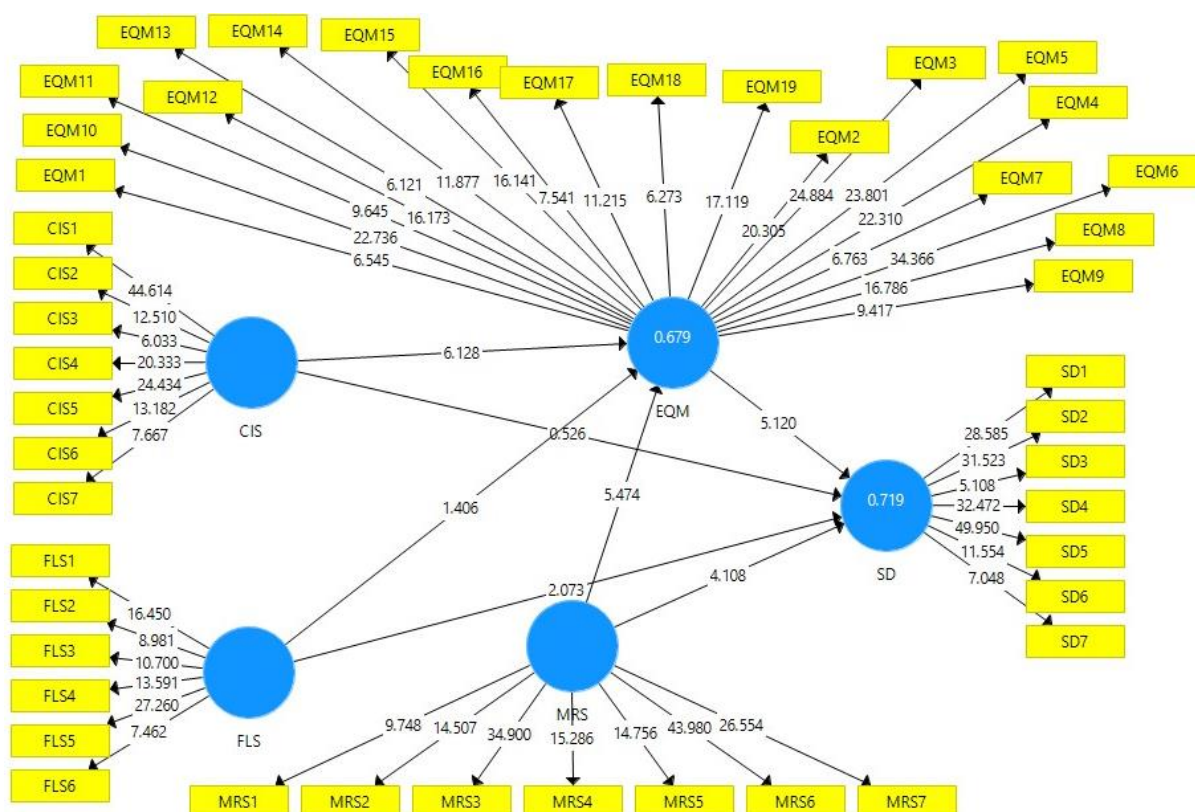 EQM13
EQM14
EQM15
EQM16
EQM17
EQM18
EQM19
EQM3
EQM5
EQM11
EQM12
EQM4
EQM10
EQM2
EQM1
EQM7
EQM6
EQM8
EQM9
6.121
11.877
16.141
7.541
11.215
6.273
17.119
20.305
24.884
23.801
22.310
6.763
34.366
16.786
9.417
9.645
16.173
22.736
6.545
CIS1
CIS2
CIS3
CIS4
CIS5
CIS6
CIS7
44.614
12.510
6.033
20.333
24.434
13.182
7.667
CIS
6.128
0.679
EQM
0.526
5.120
1.406
5.474
SD1
SD2
SD3
SD4
SD5
SD6
SD7
28.585
31.523
5.108
32.472
49.950
11.554
7.048
0.719
SD
2.073
4.108
FLS1
FLS2
FLS3
FLS4
FLS5
FLS6
16.450
8.981
10.700
13.591
27.260
7.462
FLS
MRS
9.748
14.507
34.900
15.286
14.756
43.980
26.554
MRS1
MRS2
MRS3
MRS4
MRS5
MRS6
MRS7